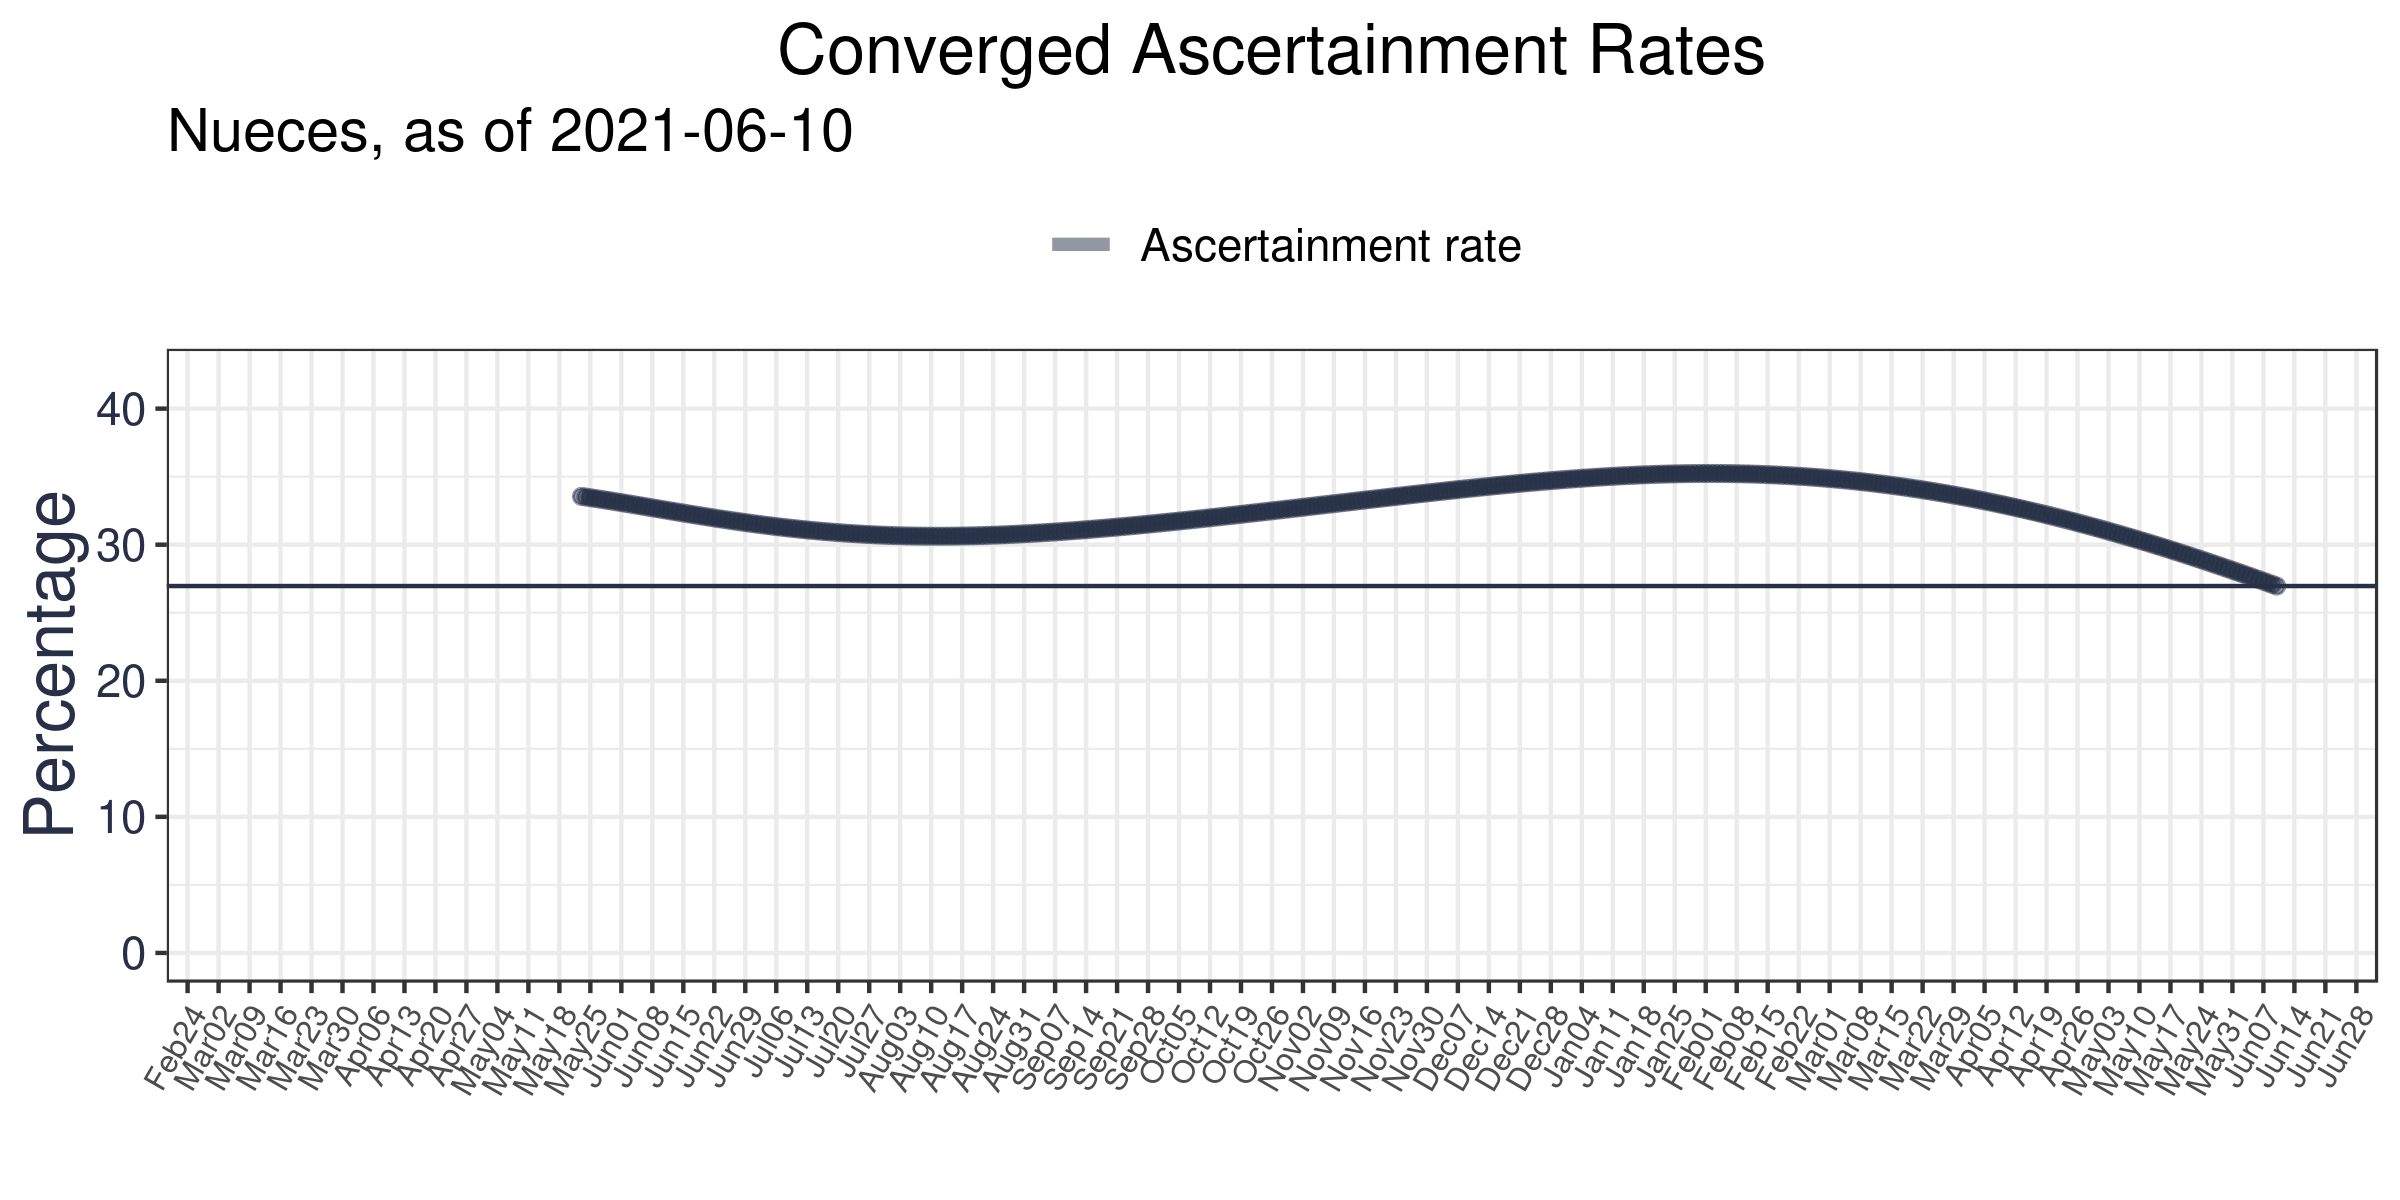 Converged Ascertainment Rates
Nueces, as of 2021-06-10
Ascertainment rate
Percentage
40
30
20
10
0
Feb24
Mar02
Mar09
Mar16
Mar23
Mar30
Apr06
Apr13
Apr20
Apr27
May04
May11
May18
May25
Jun01
Jun08
Jun15
Jun22
Jun29
Jul06
Jul13
Jul20
Jul27
Aug03
Aug10
Aug17
Aug24
Aug31
Sep07
Sep14
Sep21
Sep28
Oct05
Oct12
Oct19
Oct26
Nov02
Nov09
Nov16
Nov23
Nov30
Dec07
Dec14
Dec21
Dec28
Jan04
Jan11
Jan18
Jan25
Feb01
Feb08
Feb15
Feb22
Mar01
Mar08
Mar15
Mar22
Mar29
Apr05
Apr12
Apr19
Apr26
May03
May10
May17
May24
May31
Jun07
Jun14
Jun21
Jun28